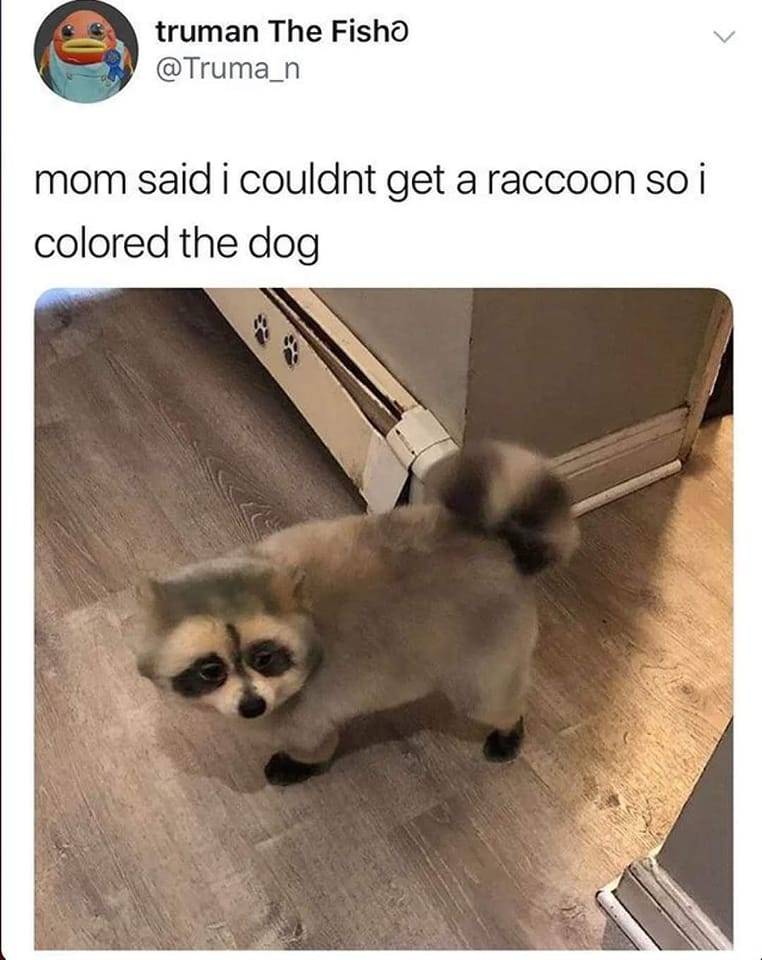 truman The Fish∂
@Truma_n
mom said i couldnt get a raccoon so i
colored the dog